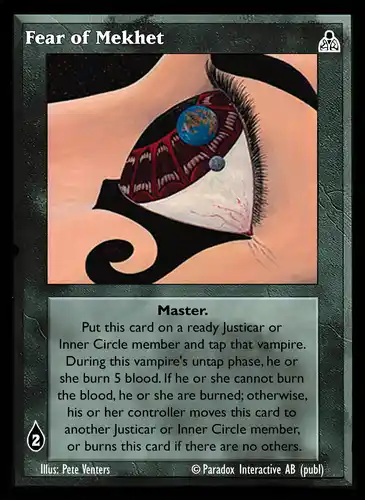 Fear of Mekhet
Master.
Put this card on a ready Justicar or
Inner Circle member and tap that vampire.
During this vampire's untap phase, he or
she burn 5 blood. If he or she cannot burn
the blood, he or she are burned; otherwise,
his or her controller moves this card to
another Justicar or Inner Circle member,
or burns this card if there are no others.
2
Illus: Pete Venters © Paradox Interactive AB (publ)